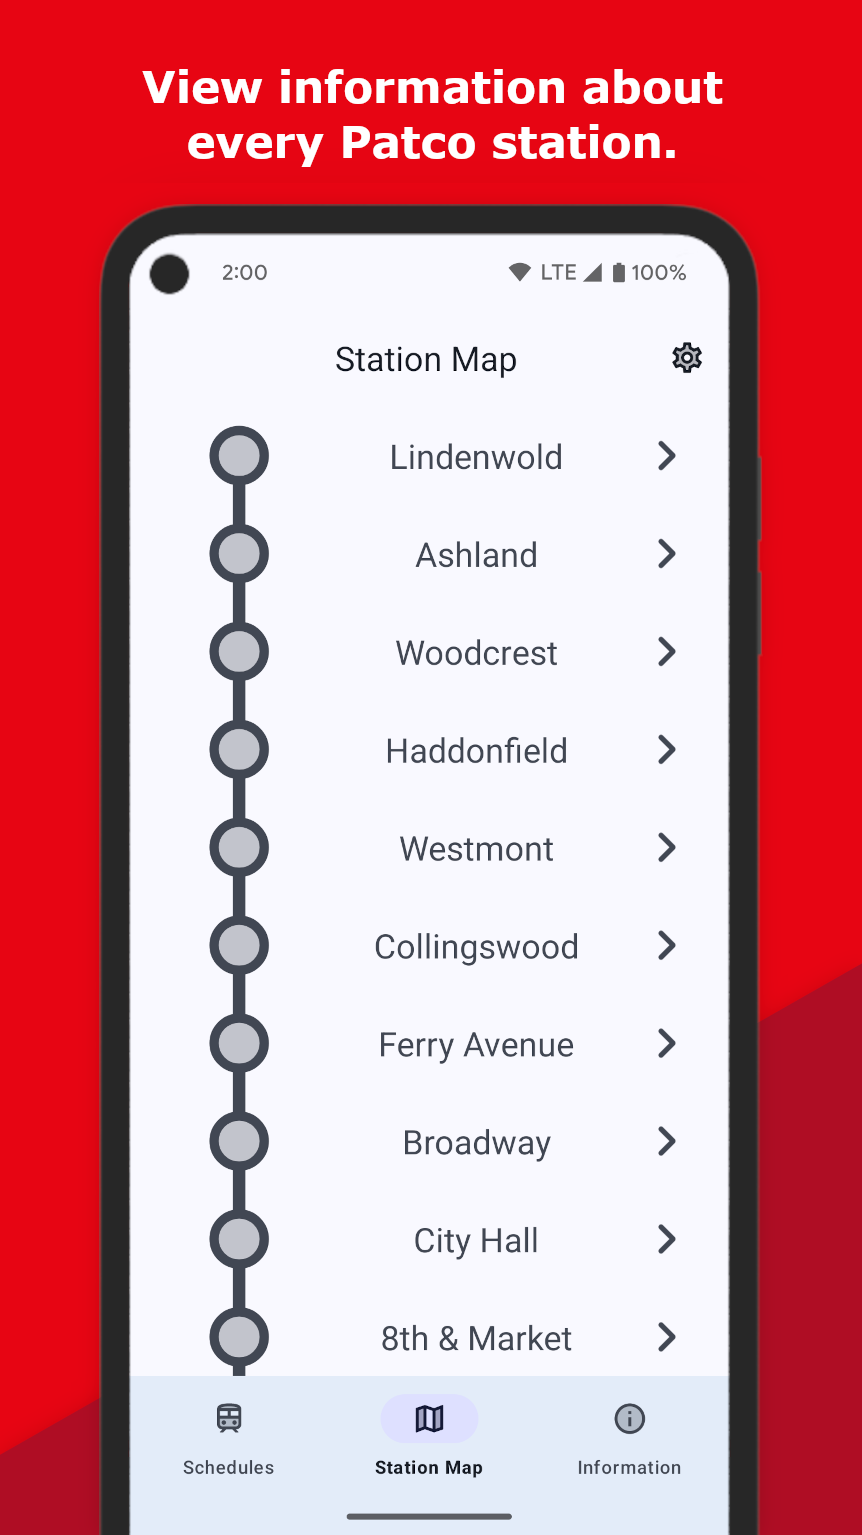 View information about
every Patco station.
2:00 LTE 100%
Station Map
Lindenwold
Ashland
Woodcrest
Haddonfield
Westmont
Collingswood
Ferry Avenue
Broadway
City Hall
8th & Market
Schedules Station Map Information